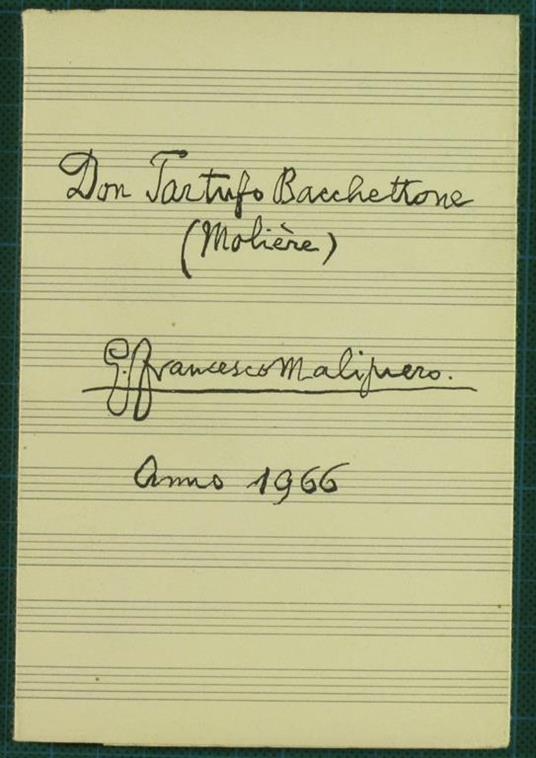 Don Tartufo Bacchettone
(Molière)
G. Francesco Malipiero.
Anno 1966